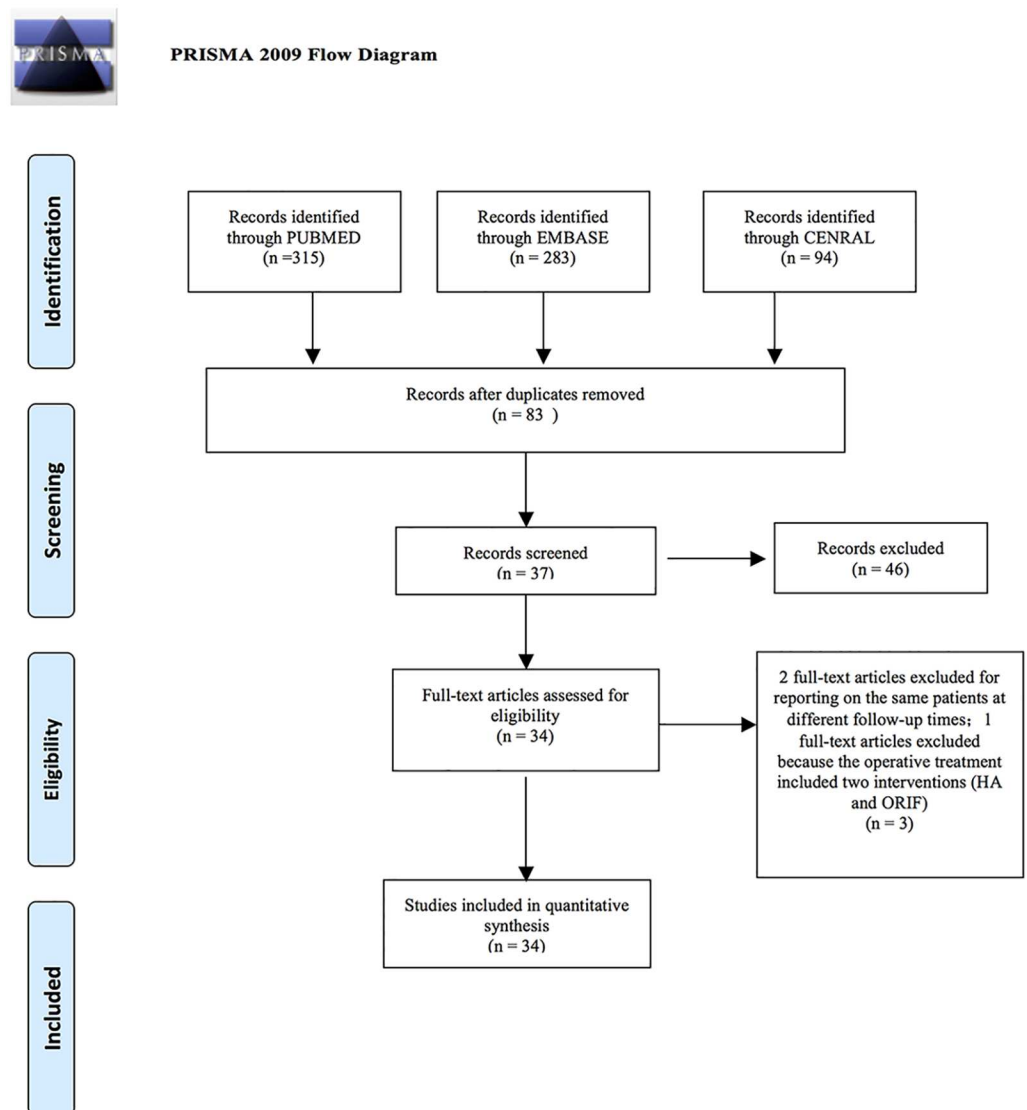 PRISMA
PRISMA 2009 Flow Diagram
Identification
Records identified
through PUBMED
(n =315)
Records identified
through EMBASE
(n = 283)
Records identified
through CENRAL
(n = 94)
Records after duplicates removed
(n = 83 )
Screening
Records screened
(n = 37)
Records excluded
(n = 46)
Eligibility
Full-text articles assessed for
eligibility
(n = 34)
2 full-text articles excluded for
reporting on the same patients at
different follow-up times；1
full-text articles excluded
because the operative treatment
included two interventions (HA
and ORIF)
(n = 3)
Included
Studies included in quantitative
synthesis
(n = 34)